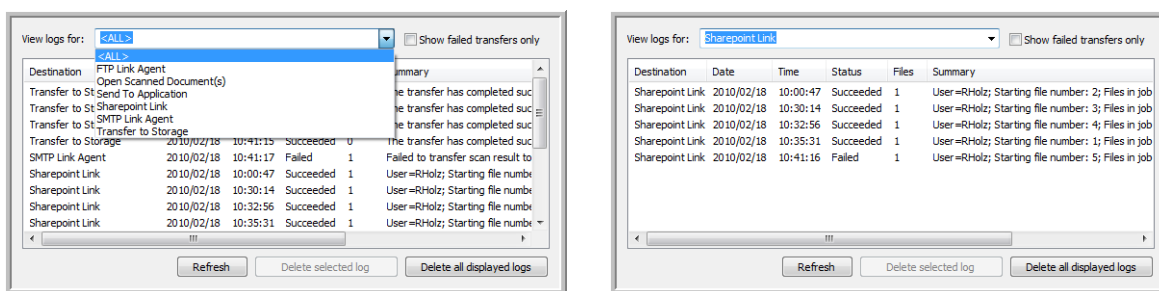 View logs for: <ALL> Show failed transfers only
<ALL>
FTP Link Agent
Open Scanned Document(s)
Send To Application
Sharepoint Link
SMTP Link Agent
Transfer to Storage
Destination ummary
Transfer to St he transfer has completed suc
Transfer to St he transfer has completed suc
Transfer to St he transfer has completed suc
Transfer to Storage 2010/02/18 10:41:15 Succeeded 0 The transfer has completed suc
SMTP Link Agent 2010/02/18 10:41:17 Failed 1 Failed to transfer scan result to
Sharepoint Link 2010/02/18 10:00:47 Succeeded 1 User=RHolz; Starting file numbe
Sharepoint Link 2010/02/18 10:30:14 Succeeded 1 User=RHolz; Starting file numbe
Sharepoint Link 2010/02/18 10:32:56 Succeeded 1 User=RHolz; Starting file numbe
Sharepoint Link 2010/02/18 10:35:31 Succeeded 1 User=RHolz; Starting file numbe
Refresh Delete selected log Delete all displayed logs
View logs for: Sharepoint Link Show failed transfers only
Destination Date Time Status Files Summary
Sharepoint Link 2010/02/18 10:00:47 Succeeded 1 User=RHolz; Starting file number: 2; Files in job
Sharepoint Link 2010/02/18 10:30:14 Succeeded 1 User=RHolz; Starting file number: 3; Files in job
Sharepoint Link 2010/02/18 10:32:56 Succeeded 1 User=RHolz; Starting file number: 4; Files in job
Sharepoint Link 2010/02/18 10:35:31 Succeeded 1 User=RHolz; Starting file number: 1; Files in job
Sharepoint Link 2010/02/18 10:41:16 Failed 1 User=RHolz; Starting file number: 5; Files in job
Refresh Delete selected log Delete all displayed logs